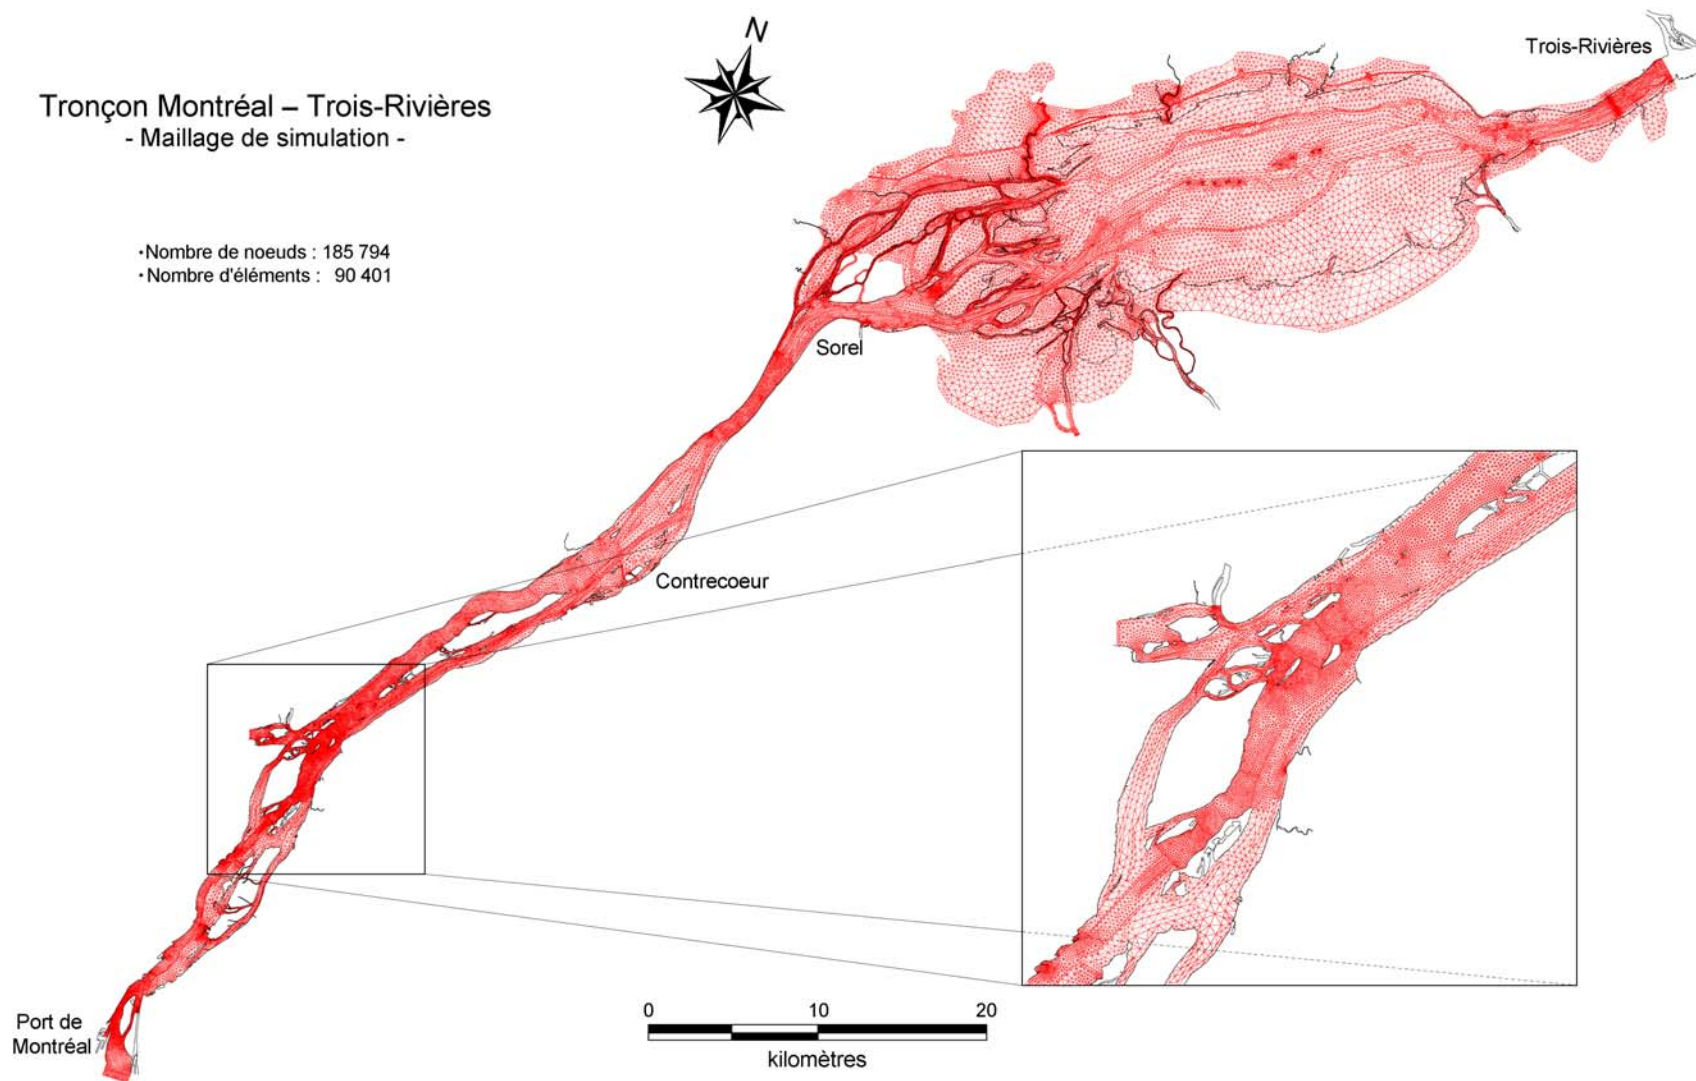 N
Trois-Rivières
Tronçon Montréal – Trois-Rivières
- Maillage de simulation -
•Nombre de noeuds : 185 794
•Nombre d'éléments : 90 401
Sorel
Contrecoeur
Port de
Montréal
0 10 20
kilomètres